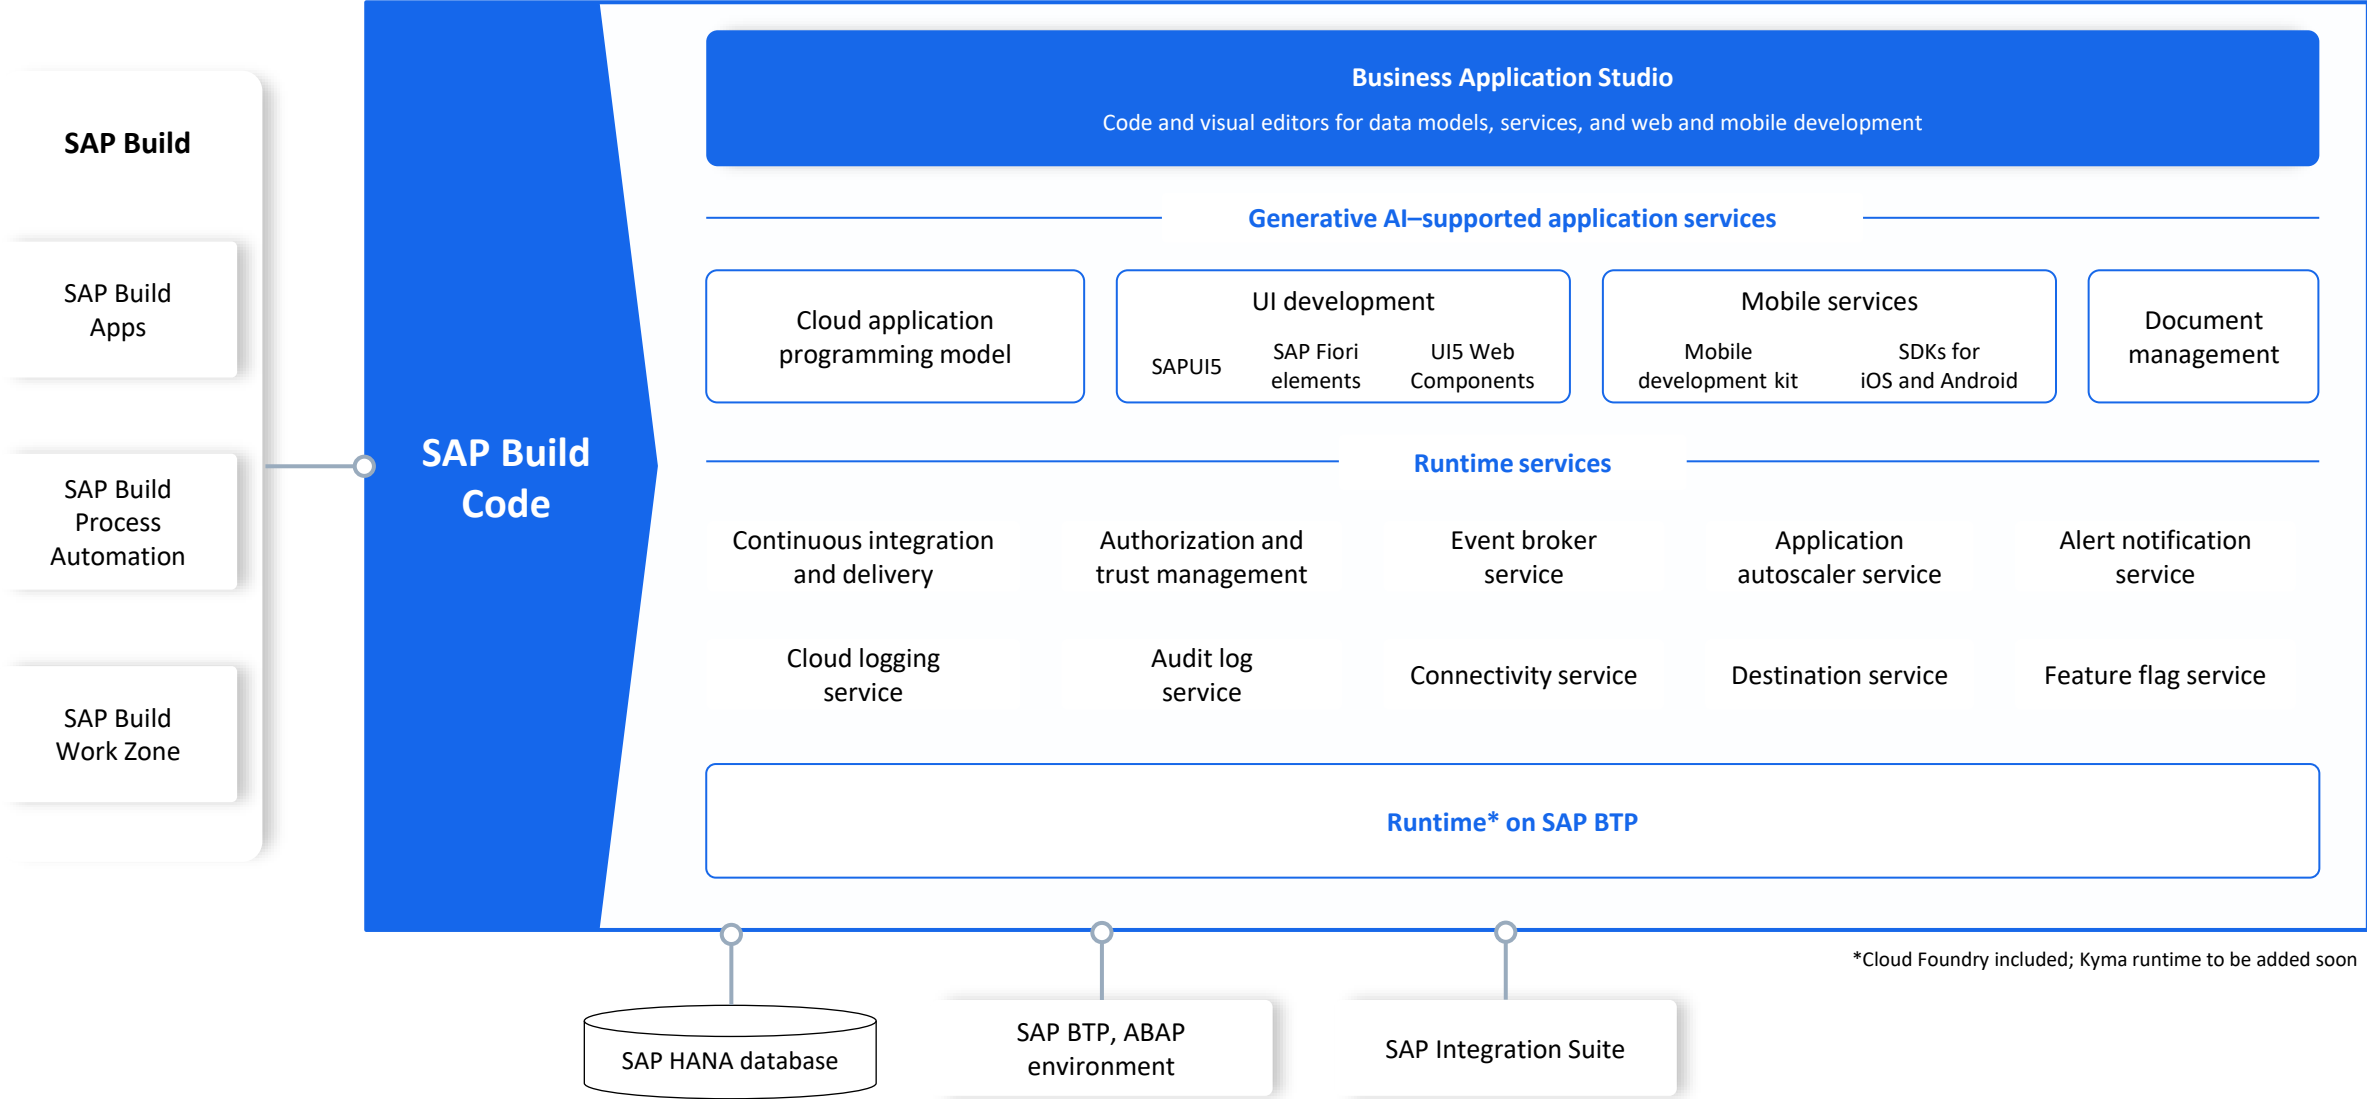 SAP Build
SAP Build
Apps
SAP Build
Process
Automation
SAP Build
Work Zone
SAP Build
Code
Business Application Studio
Code and visual editors for data models, services, and web and mobile development
Generative AI–supported application services
Cloud application
programming model
UI development
SAPUI5
SAP Fiori
elements
UI5 Web
Components
Mobile services
Mobile
development kit
SDKs for
iOS and Android
Document
management
Runtime services
Continuous integration
and delivery
Authorization and
trust management
Event broker
service
Application
autoscaler service
Alert notification
service
Cloud logging
service
Audit log
service
Connectivity service
Destination service
Feature flag service
Runtime* on SAP BTP
*Cloud Foundry included; Kyma runtime to be added soon
SAP HANA database
SAP BTP, ABAP
environment
SAP Integration Suite